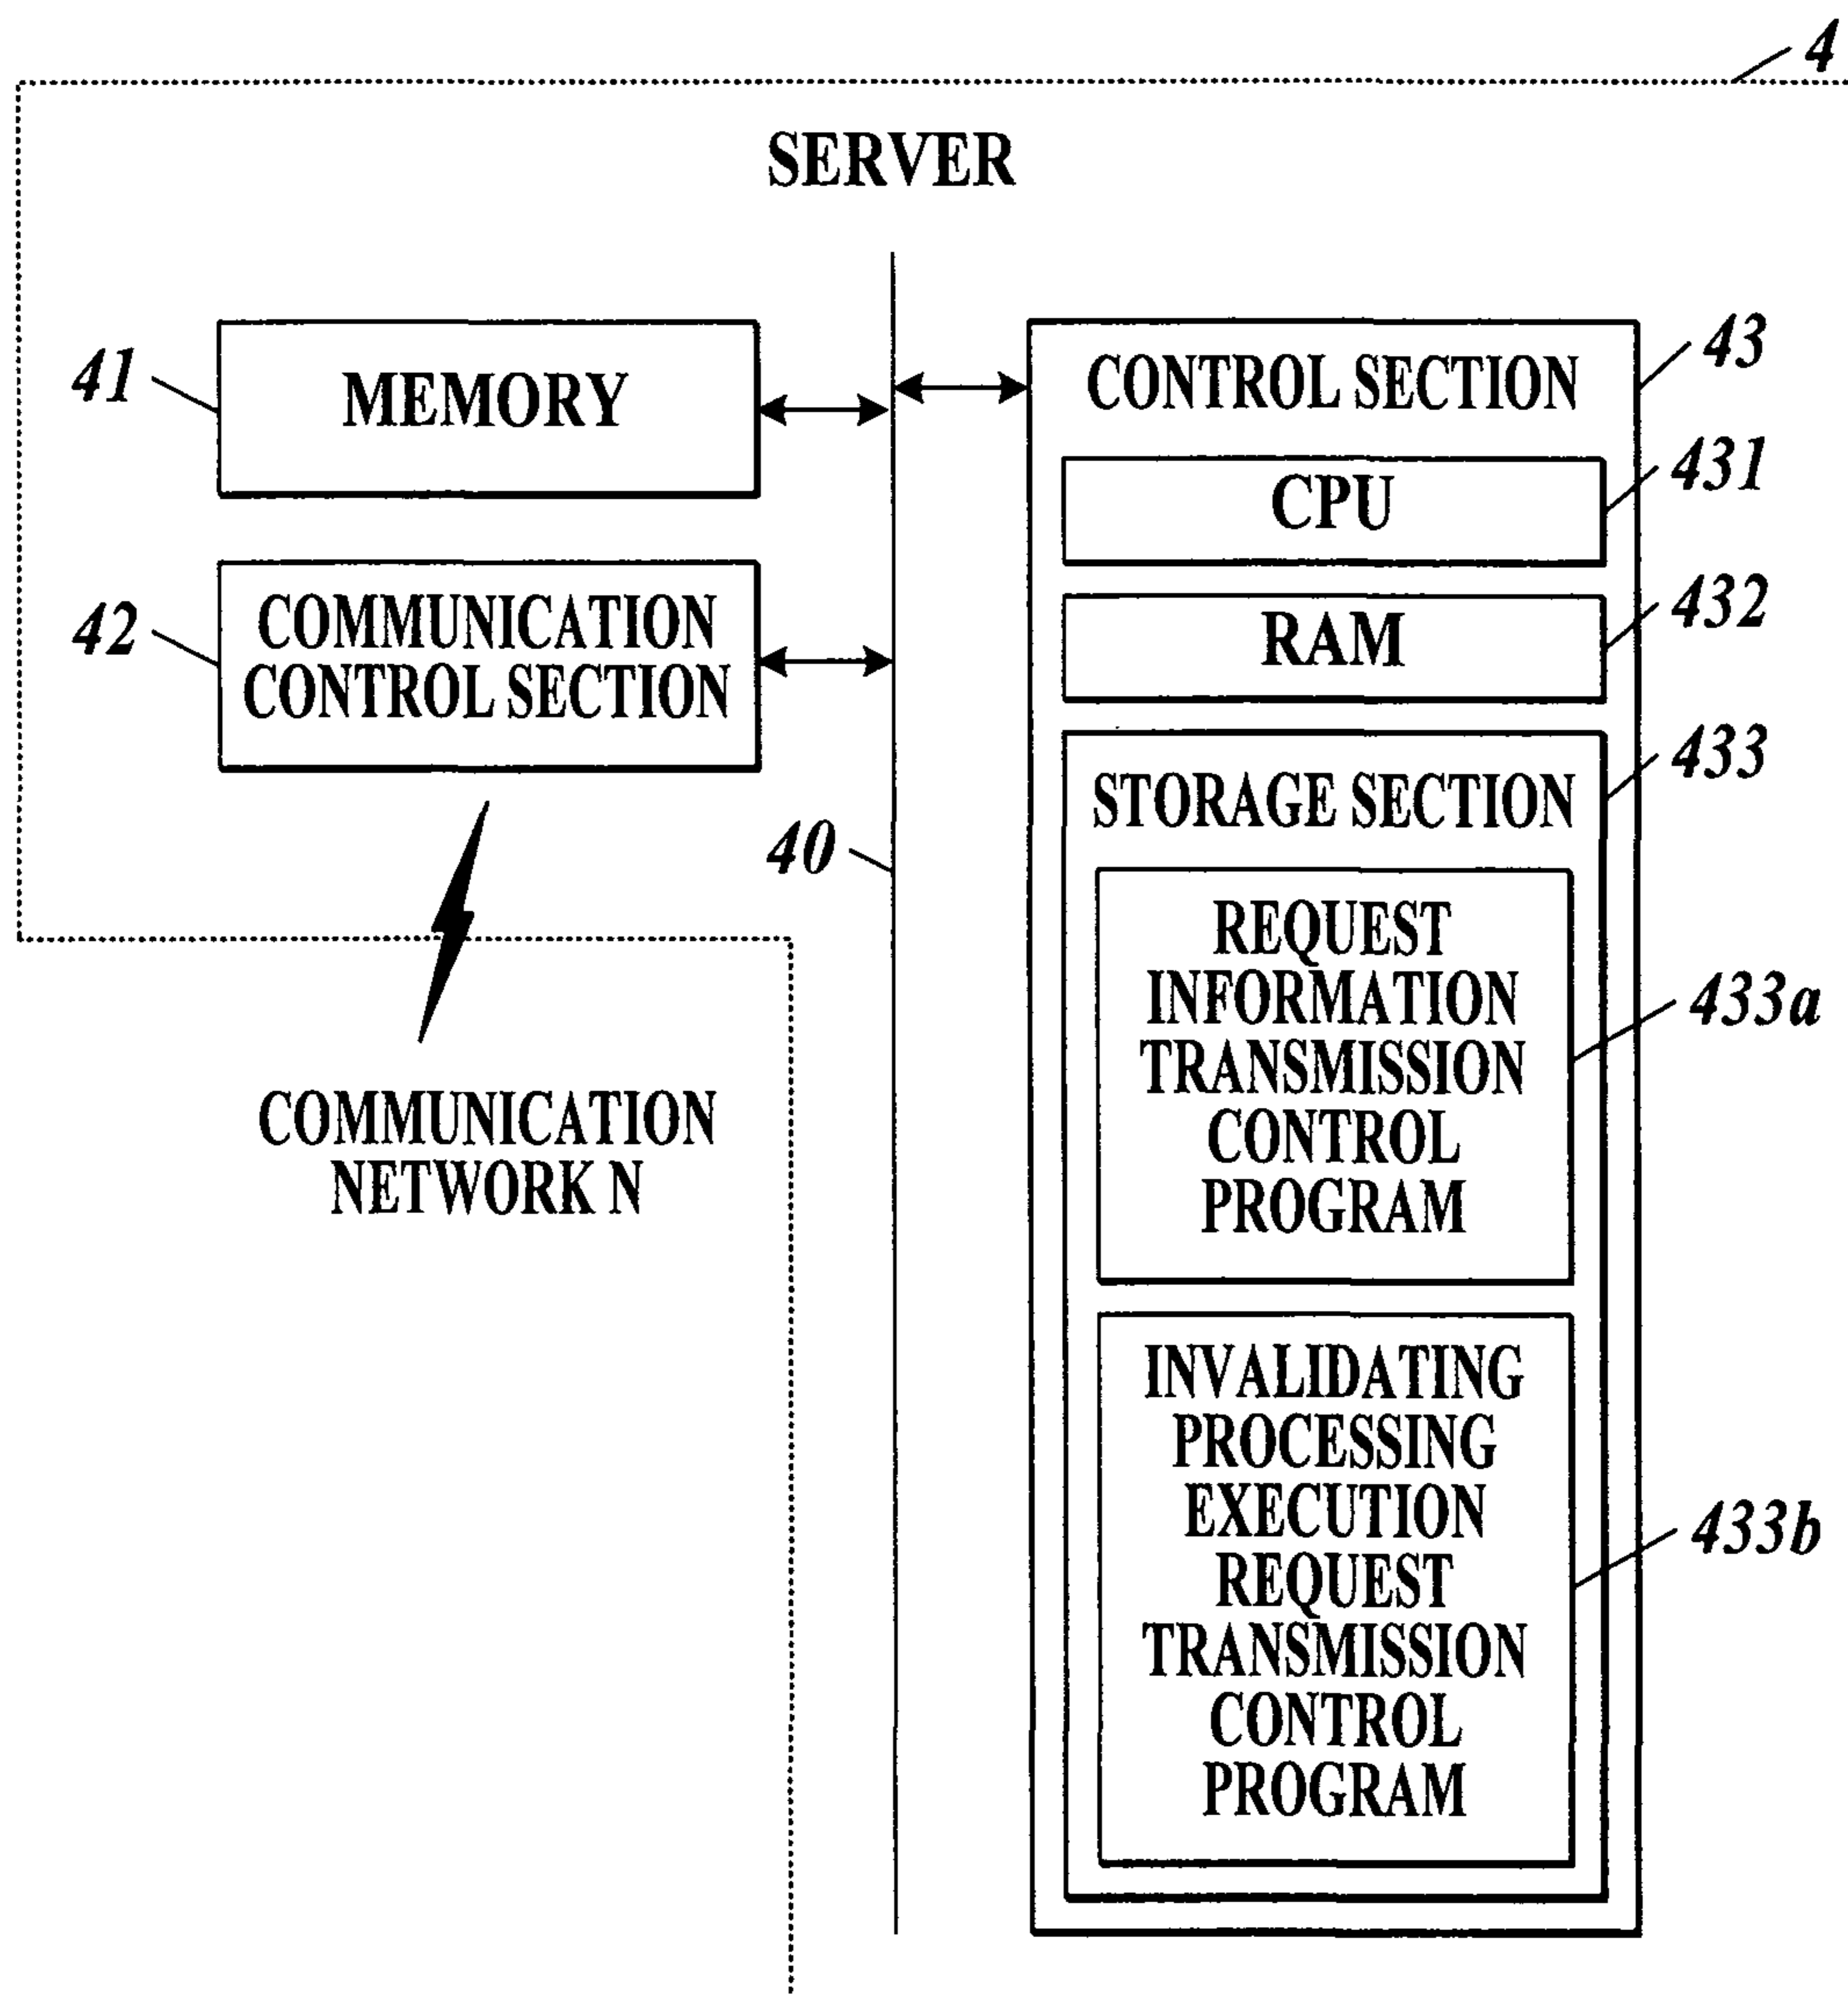 4
SERVER
41
MEMORY
42
COMMUNICATION
CONTROL SECTION
COMMUNICATION
NETWORK N
40
CONTROL SECTION
43
CPU
431
RAM
432
STORAGE SECTION
433
REQUEST
INFORMATION
TRANSMISSION
CONTROL
PROGRAM
433a
INVALIDATING
PROCESSING
EXECUTION
REQUEST
TRANSMISSION
CONTROL
PROGRAM
433b